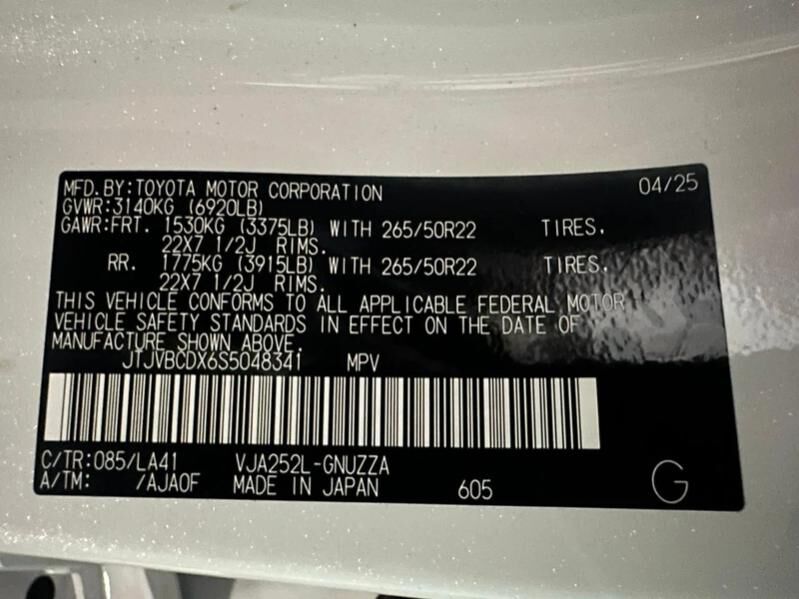 MFD.BY:TOYOTA MOTOR CORPORATION 04/25
GVWR:3140KG (6920LB)
GAWR:FRT. 1530KG (3375LB) WITH 265/50R22 TIRES.
22X7 1/2J RIMS.
RR. 1775KG (3915LB) WITH 265/50R22 TIRES.
22X7 1/2J RIMS.
THIS VEHICLE CONFORMS TO ALL APPLICABLE FEDERAL MOTOR
VEHICLE SAFETY STANDARDS IN EFFECT ON THE DATE OF
MANUFACTURE SHOWN ABOVE.
JTJVBCDX6S5048341 MPV
C/TR:085/LA41 VJA252L-GNUZZA
A/TM: /AJA0F MADE IN JAPAN 605 G